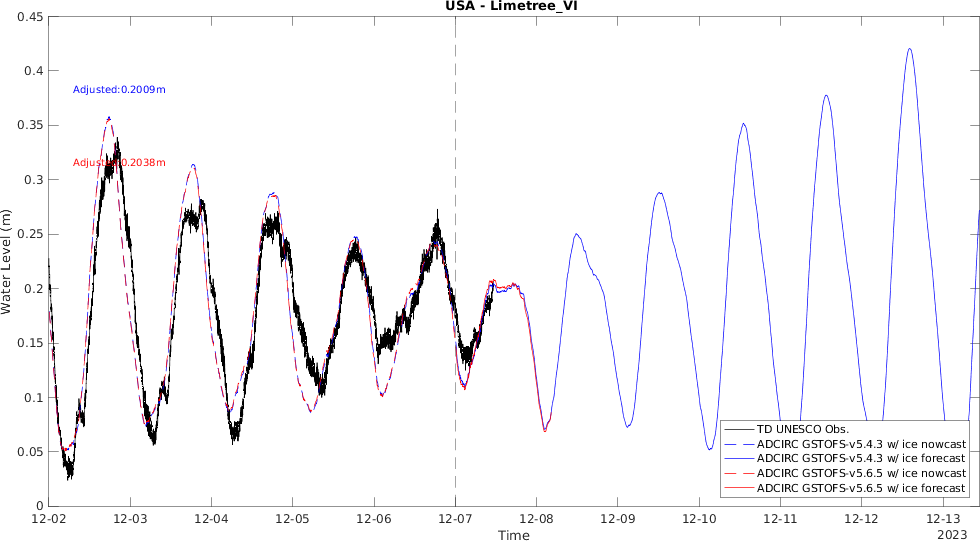 USA - Limetree_VI
0.45
0.4
0.35
0.3
0.25
0.2
0.15
0.1
0.05
0
Water Level (m)
Adjusted:0.2009m
Adjusted:0.2038m
TD UNESCO Obs.
ADCIRC GSTOFS-v5.4.3 w/ ice nowcast
ADCIRC GSTOFS-v5.4.3 w/ ice forecast
ADCIRC GSTOFS-v5.6.5 w/ ice nowcast
ADCIRC GSTOFS-v5.6.5 w/ ice forecast
12-02 12-03 12-04 12-05 12-06 12-07 12-08 12-09 12-10 12-11 12-12 12-13
Time
2023